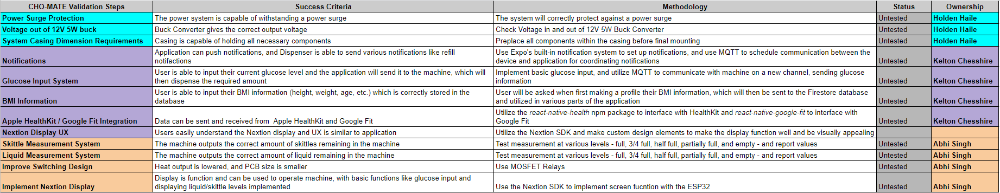 CHO-MATE Validation Steps Success Criteria Methodology Status Ownership
Power Surge Protection The power system is capable of withstanding a power surge The system will correctly protect against a power surge Untested Holden Haile
Voltage out of 12V 5W buck Buck Converter gives the correct output voltage Check Voltage in and out of 12V 5W Buck Converter Untested Holden Haile
System Casing Dimension Requirements Casing is capable of holding all necessary components Preplace all components within the casing before final mounting Untested Holden Haile
Application can push notifications, and Dispenser is able to send various notifications like refill Use Expo's built-in notification system to set up notifications, and use MQTT to schedule communication between the
Notifications notifactions device and application for coordinating notifications Untested Kelton Chesshire
User is able to input their current glucose level and the application will send it to the machine, which will Implement basic glucose input, and utilize MQTT to communicate with machine on a new channel, sending glucose
Glucose Input System then dispense the required amount information Untested Kelton Chesshire
User is able to input their BMI information (height, weight, age, etc.) which is correctly stored in the User will be asked when first making a profile their BMI information, which will then be sent to the Firestore database
BMI Information database and utilized in various parts of the application Untested Kelton Chesshire
Utilize the react-native-health npm package to interface with HealthKit and react-native-google-fit to interface with
Apple HealthKit / Google Fit Integration Data can be sent and received from Apple HealthKit and Google Fit Google Fit Untested Kelton Chesshire
Nextion Display UX Users easily understand the Nextion display and UX is similar to application Utilize the Nextion SDK and make custom design elements to make the display function well and be visually appealing
Skittle Measurement System The machine outputs the correct amount of skittles remaining in the machine Test measurement at various levels - full, 3/4 full, half full, partially full, and empty - and report values Untested Abhi Singh
Liquid Measurement System The machine outputs the correct amount of liquid remaining in the machine Test measurement at various levels - full, 3/4 full, half full, partially full, and empty - and report values Untested Abhi Singh
Improve Switching Design Heat output is lowered, and PCB size is smaller Use MOSFET Relays Untested Abhi Singh
Display is function and can be used to operate machine, with basic functions like glucose input and
Implement Nextion Display displaying liquid/skittle levels implemented Use the Nextion SDK to implement screen fucntion with the ESP32 Untested Abhi Singh